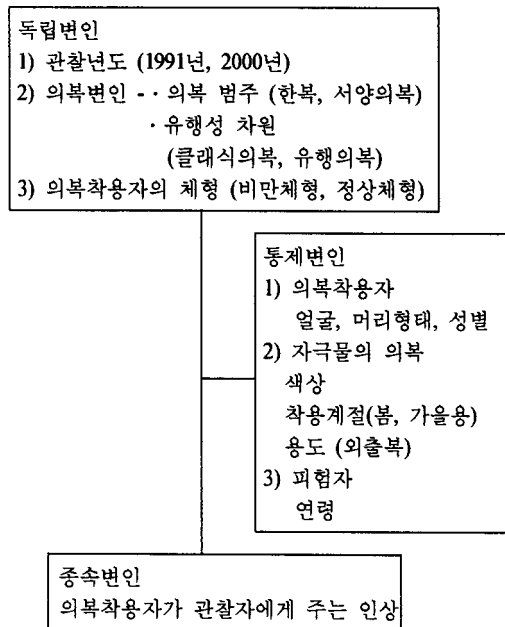 독립변인
1) 관찰년도 (1991년, 2000년)
2) 의복변인 -· 의복 범주 (한복, 서양의복)
· 유행성 차원
(클래식의복, 유행의복)
3) 의복착용자의 체형 (비만체형, 정상체형)
통제변인
1) 의복착용자
얼굴, 머리형태, 성별
2) 자극물의 의복
색상
착용계절(봄, 가을용)
용도 (외출복)
3) 피험자
연령
종속변인
의복착용자가 관찰자에게 주는 인상